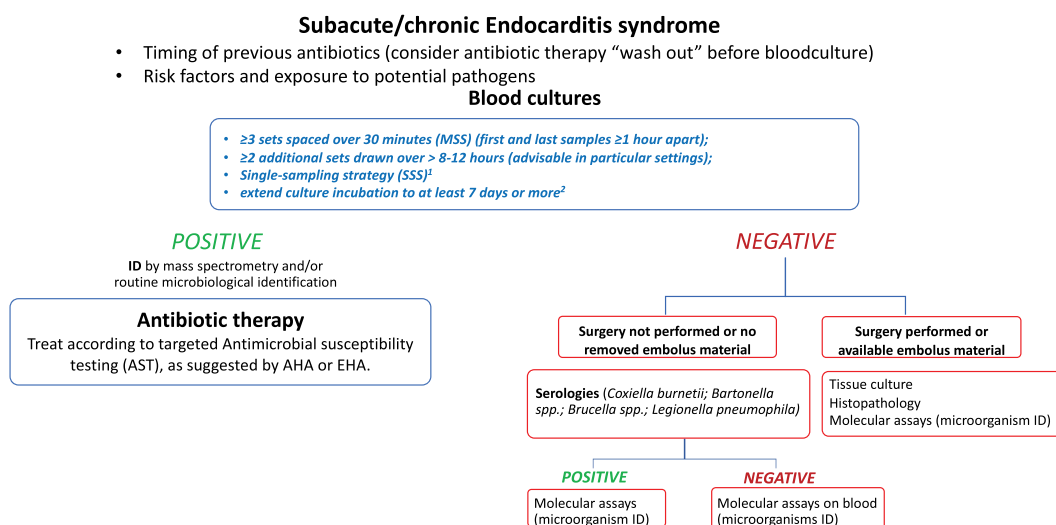 Subacute/chronic Endocarditis syndrome
• Timing of previous antibiotics (consider antibiotic therapy “wash out” before bloodculture)
• Risk factors and exposure to potential pathogens
Blood cultures
• ≥3 sets spaced over 30 minutes (MSS) (first and last samples ≥1 hour apart);
• ≥2 additional sets drawn over > 8-12 hours (advisable in particular settings);
• Single-sampling strategy (SSS)¹
• extend culture incubation to at least 7 days or more²
POSITIVE
ID by mass spectrometry and/or
routine microbiological identification
Antibiotic therapy
Treat according to targeted Antimicrobial susceptibility
testing (AST), as suggested by AHA or EHA.
NEGATIVE
Surgery not performed or no
removed embolus material
Serologies (Coxiella burnetii; Bartonella
spp.; Brucella spp.; Legionella pneumophila)
POSITIVE
Molecular assays
(microorganism ID)
NEGATIVE
Molecular assays on blood
(microorganisms ID)
Surgery performed or
available embolus material
Tissue culture
Histopathology
Molecular assays (microorganism ID)